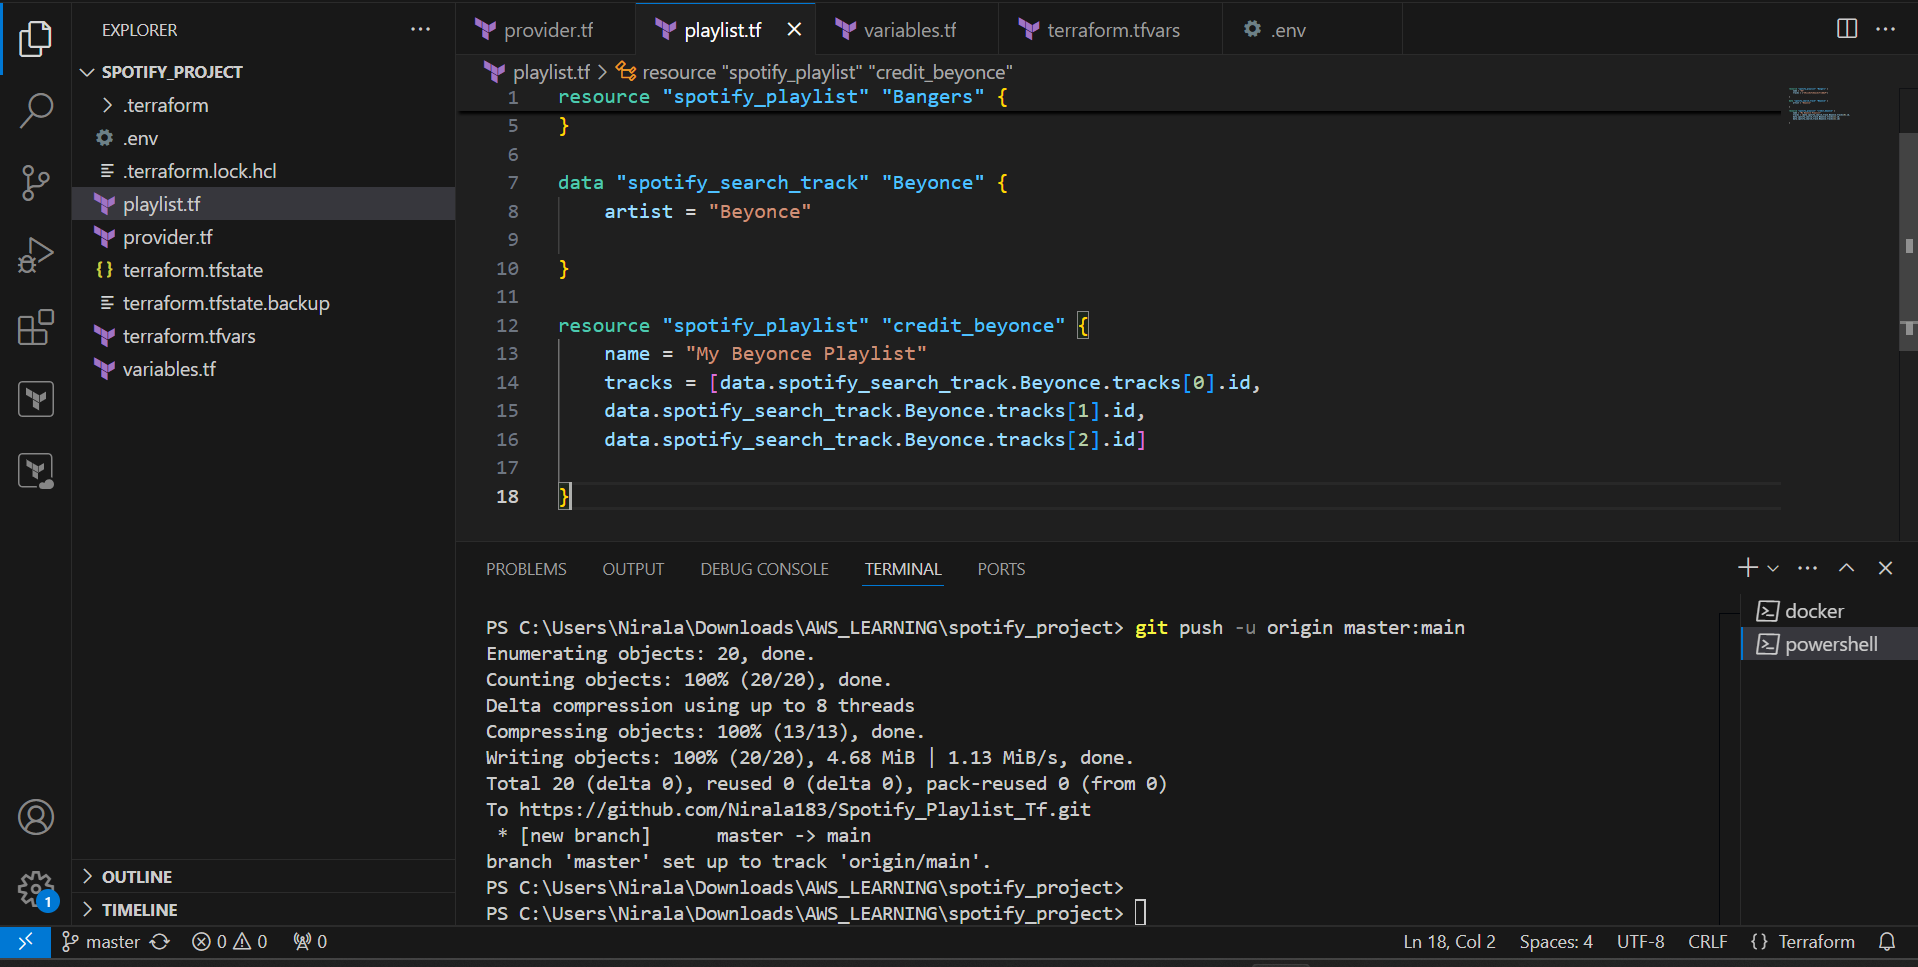 EXPLORER
SPOTIFY_PROJECT
.terraform
.env
.terraform.lock.hcl
playlist.tf
provider.tf
terraform.tfstate
terraform.tfstate.backup
terraform.tfvars
variables.tf
OUTLINE
TIMELINE
1
provider.tf
playlist.tf
variables.tf
terraform.tfvars
.env
playlist.tf > resource "spotify_playlist" "credit_beyonce"
1 resource "spotify_playlist" "Bangers" {
5 }
6
7 data "spotify_search_track" "Beyonce" {
8 artist = "Beyonce"
9
10 }
11
12 resource "spotify_playlist" "credit_beyonce" {
13 name = "My Beyonce Playlist"
14 tracks = [data.spotify_search_track.Beyonce.tracks[0].id,
15 data.spotify_search_track.Beyonce.tracks[1].id,
16 data.spotify_search_track.Beyonce.tracks[2].id]
17
18 }
PROBLEMS OUTPUT DEBUG CONSOLE TERMINAL PORTS
PS C:\Users\Nirala\Downloads\AWS_LEARNING\spotify_project> git push -u origin master:main
Enumerating objects: 20, done.
Counting objects: 100% (20/20), done.
Delta compression using up to 8 threads
Compressing objects: 100% (13/13), done.
Writing objects: 100% (20/20), 4.68 MiB | 1.13 MiB/s, done.
Total 20 (delta 0), reused 0 (delta 0), pack-reused 0 (from 0)
To https://github.com/Nirala183/Spotify_Playlist_Tf.git
 * [new branch]      master -> main
branch 'master' set up to track 'origin/main'.
PS C:\Users\Nirala\Downloads\AWS_LEARNING\spotify_project>
PS C:\Users\Nirala\Downloads\AWS_LEARNING\spotify_project>
docker
powershell
master 0 0 0 Ln 18, Col 2 Spaces: 4 UTF-8 CRLF {} Terraform